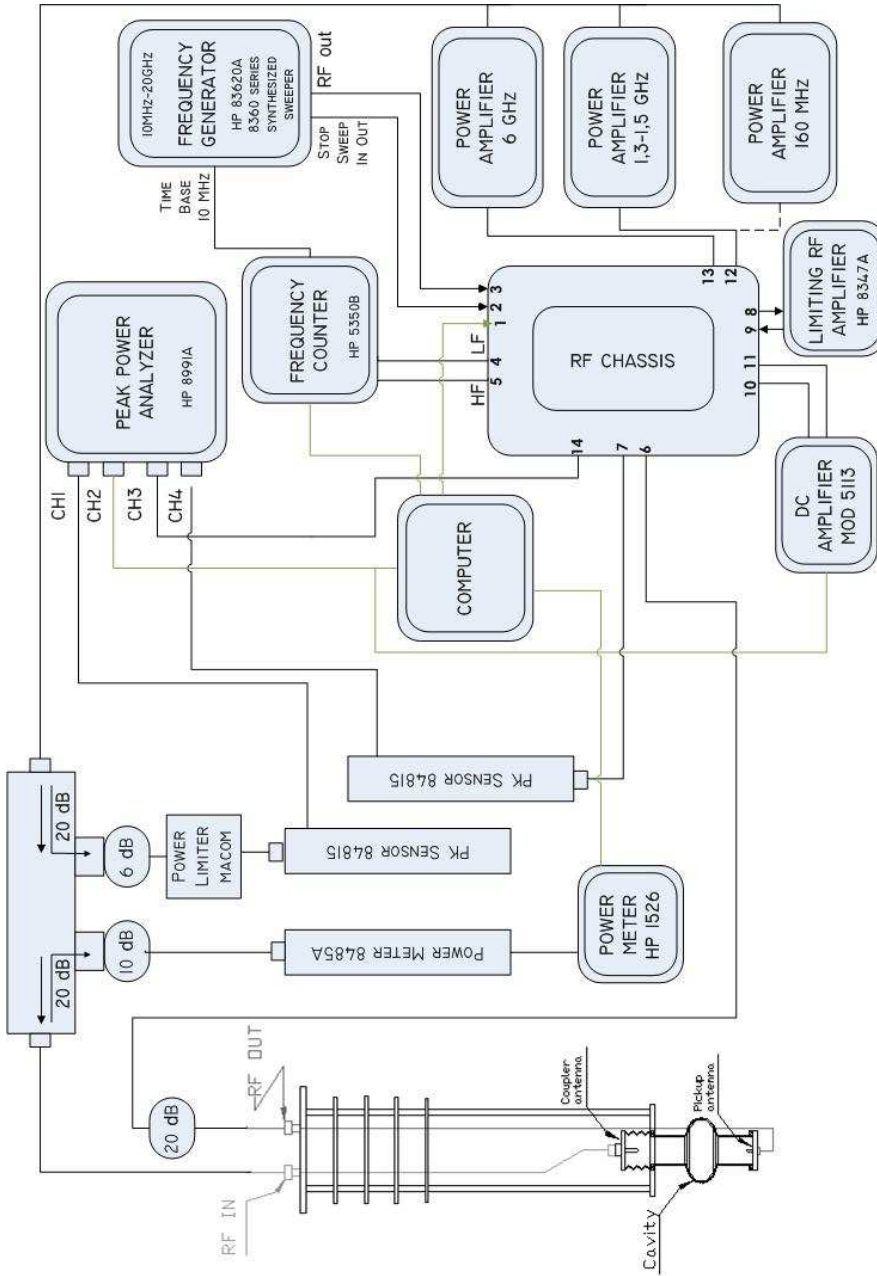 10MHz-20GHz
FREQUENCY
GENERATOR
HP 83620A
8360 SERIES
SYNTHESIZED
SWEEPER
RF out
STOP
SWEEP
IN OUT
TIME
BASE
10 MHz
POWER
AMPLIFIER
6 GHz
POWER
AMPLIFIER
1,3-1,5 GHz
POWER
AMPLIFIER
160 MHz
PEAK POWER
ANALYZER
HP 8991A
CH1
CH2
CH3
CH4
FREQUENCY
COUNTER
HP 5350B
HF
LF
5
4
1
2
3
RF CHASSIS
13
12
14
7
6
10
11
9
8
LIMITING RF
AMPLIFIER
HP 8347A
DC
AMPLIFIER
MOD 5113
COMPUTER
20 dB
20 dB
10 dB
6 dB
POWER
LIMITER
MACOM
PK SENSOR 84815
PK SENSOR 84815
POWER METER 8485A
POWER
METER
HP 1526
20 dB
RF IN
RF OUT
Coupler
antenna
Pickup
antenna
Cavity